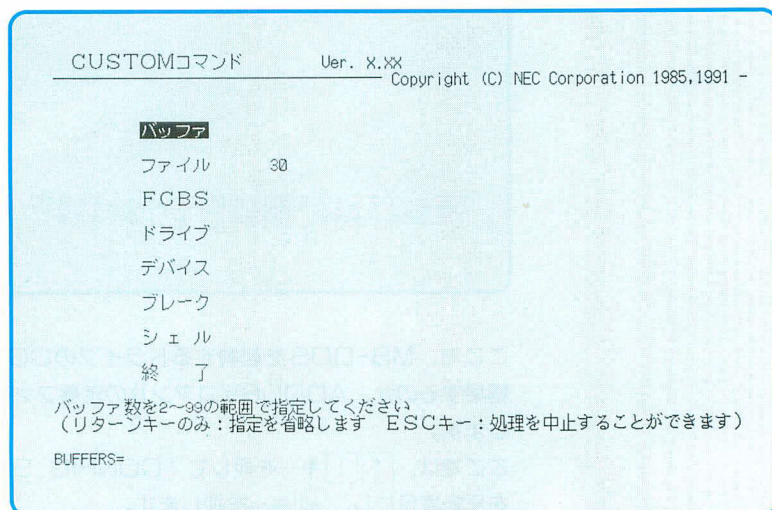 CUSTOMコマンド Ver. X.XX
Copyright (C) NEC Corporation 1985,1991 -
バッファ
ファイル 30
FCBS
ドライブ
デバイス
ブレーク
シェル
終 了
バッファ数を2~99の範囲で指定してください
(リターンキーのみ:指定を省略します ESCキー:処理を中止することができます)
BUFFERS=